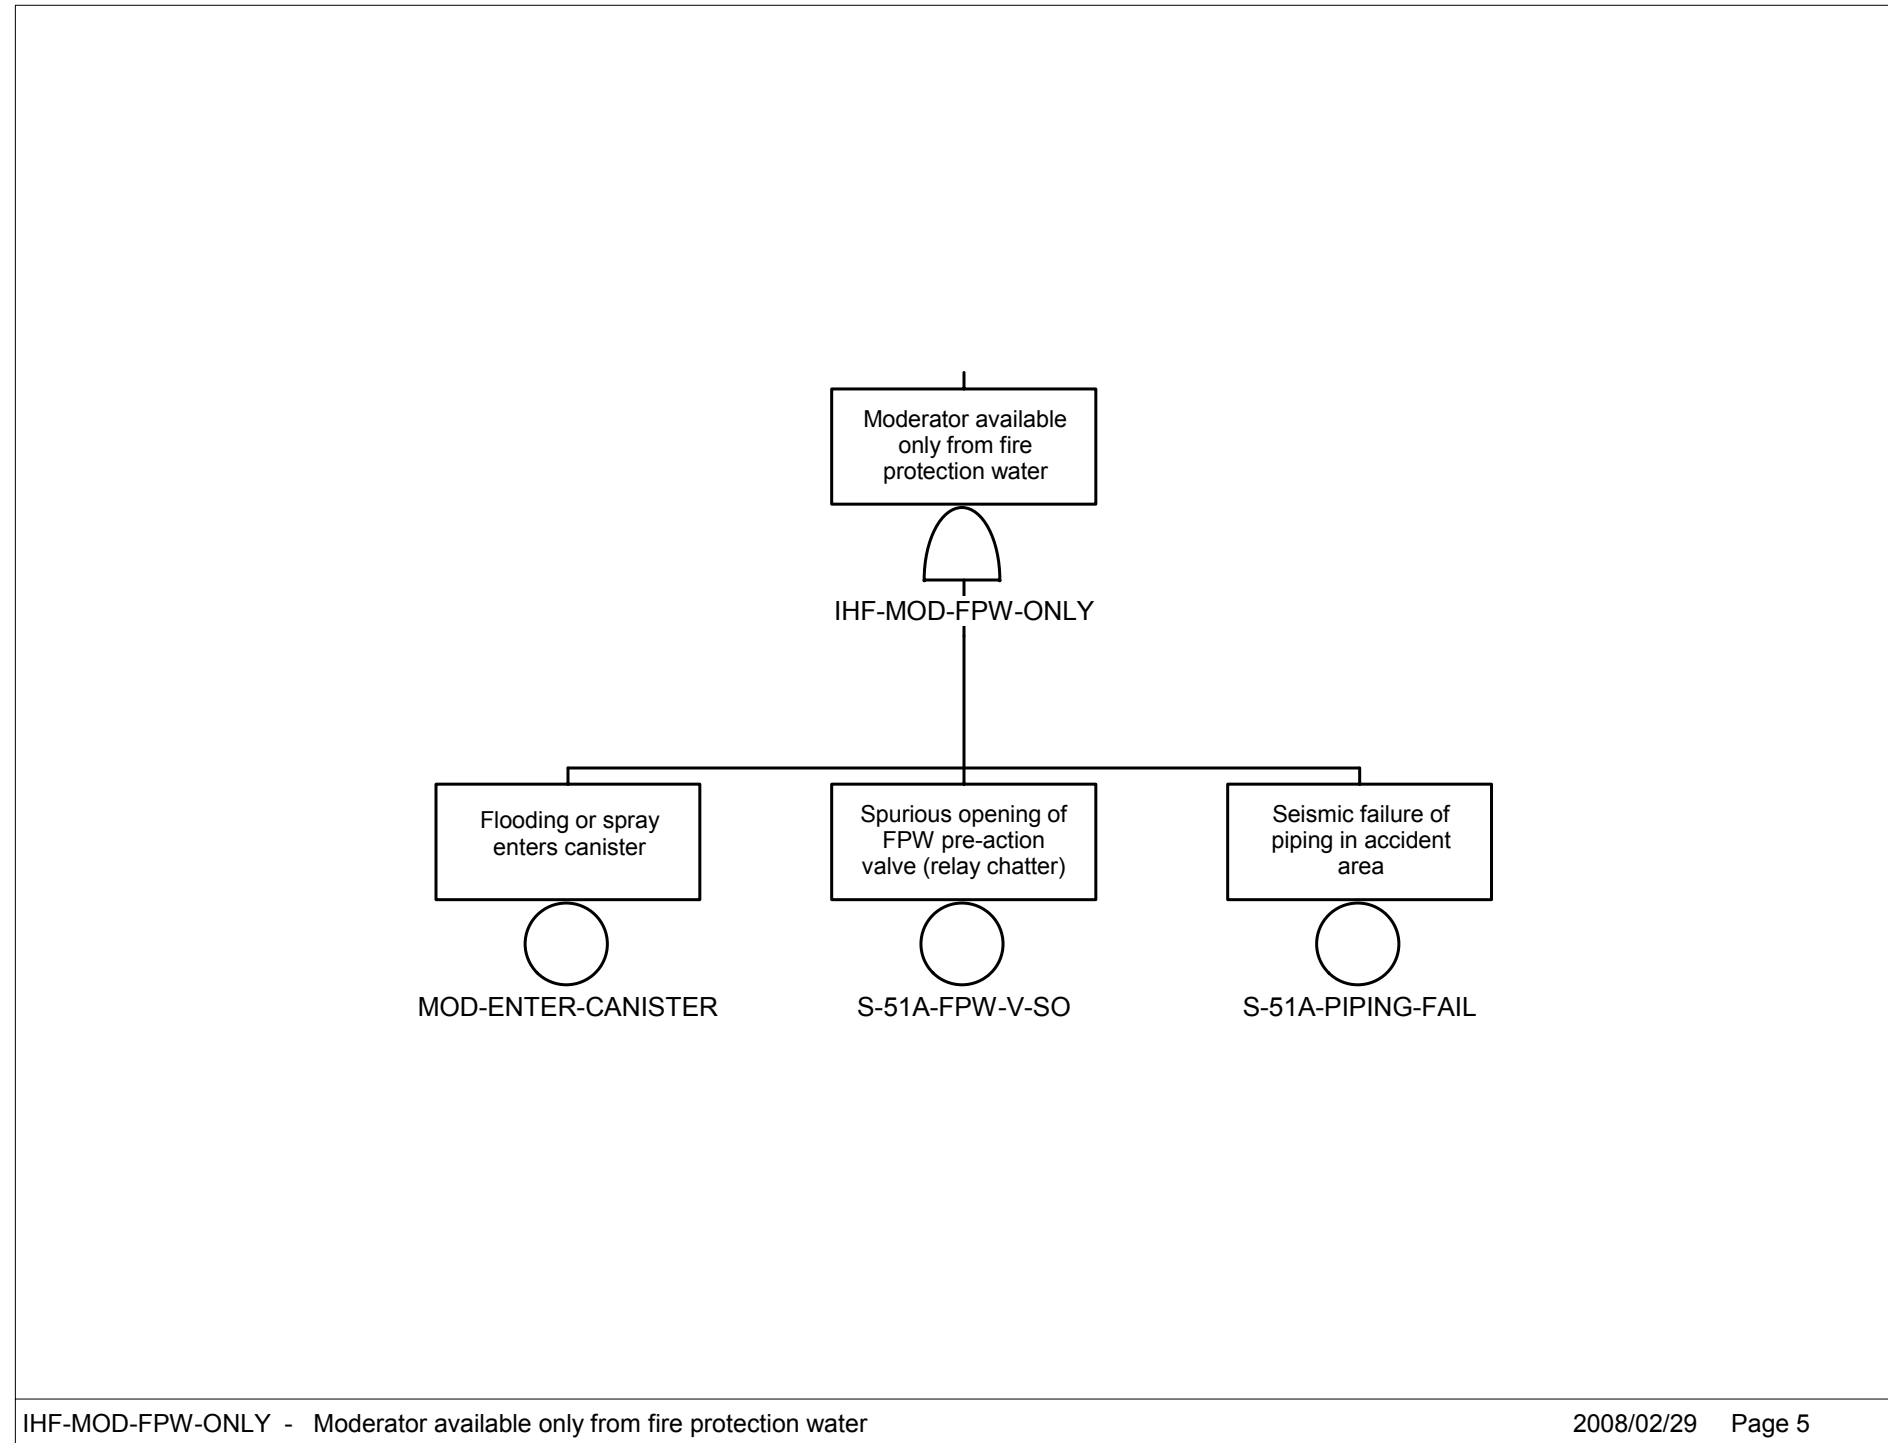 Moderator available
only from fire
protection water
IHF-MOD-FPW-ONLY
Flooding or spray
enters canister
MOD-ENTER-CANISTER
Spurious opening of
FPW pre-action
valve (relay chatter)
S-51A-FPW-V-SO
Seismic failure of
piping in accident
area
S-51A-PIPING-FAIL
IHF-MOD-FPW-ONLY - Moderator available only from fire protection water 2008/02/29 Page 5